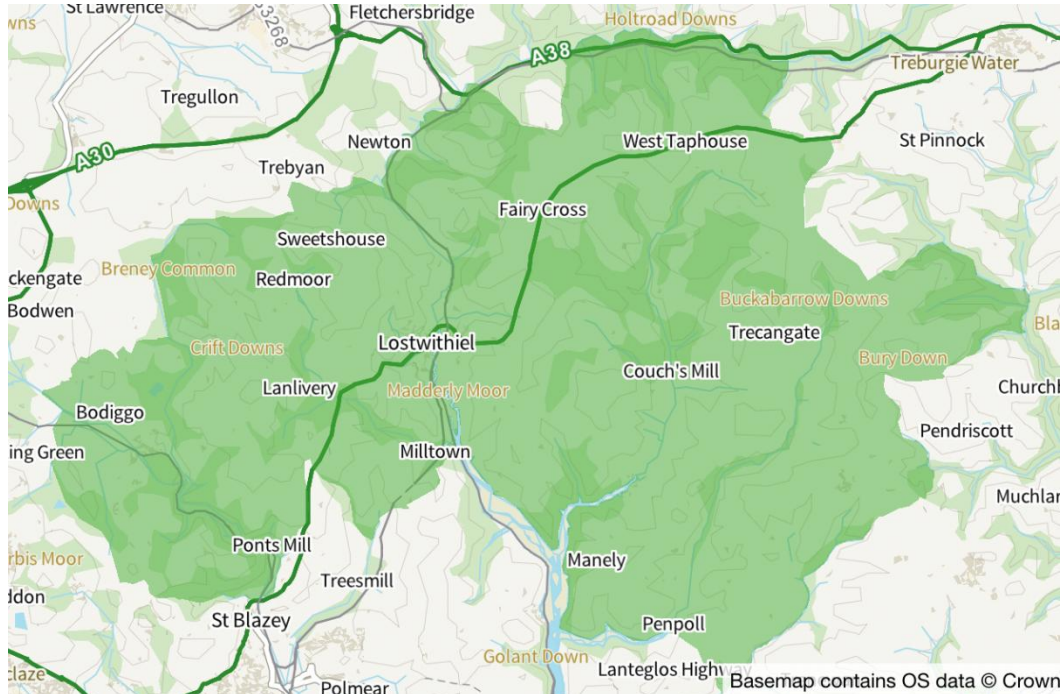 St Lawrence
Fletchersbridge
Holtroad Downs
A38
Treburgie Water
Tregullon
Newton
West Taphouse
St Pinnock
A30
Trebyan
Downs
Fairy Cross
Sweetshouse
Breney Common
Redmoor
ckengate
Bodwen
Buckabarrow Downs
Trecangate
Bla
Crift Downs
Lostwithiel
Bury Down
Couch's Mill
Lanlivery
Madderly Moor
Churchb
Bodiggo
Pendriscott
ing Green
Milltown
Muchlar
Ponts Mill
rbis Moor
Manely
Treesmill
ddon
St Blazey
Penpoll
Golant Down
claze
Lanteglos Highway
Polmear
Basemap contains OS data © Crown